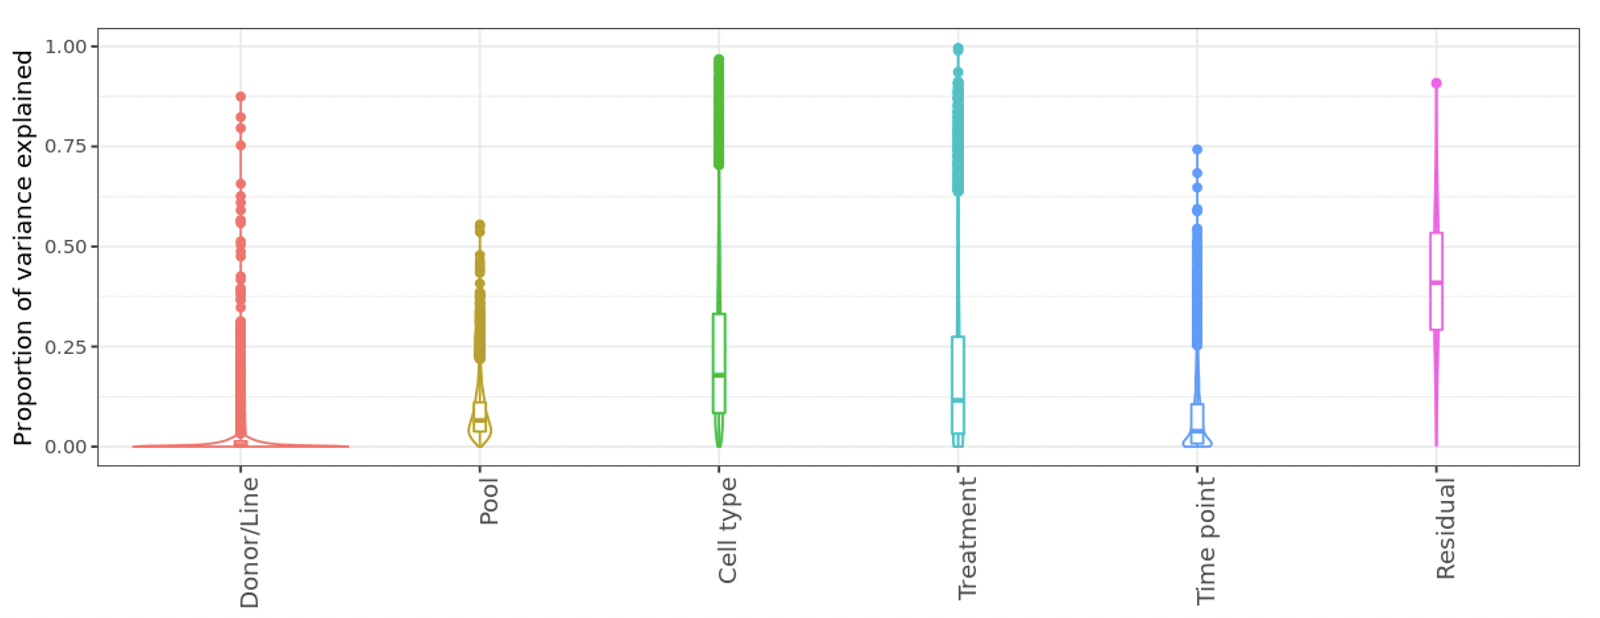 Proportion of variance explained
1.00
0.75
0.50
0.25
0.00
Donor/Line
Pool
Cell type
Treatment
Time point
Residual